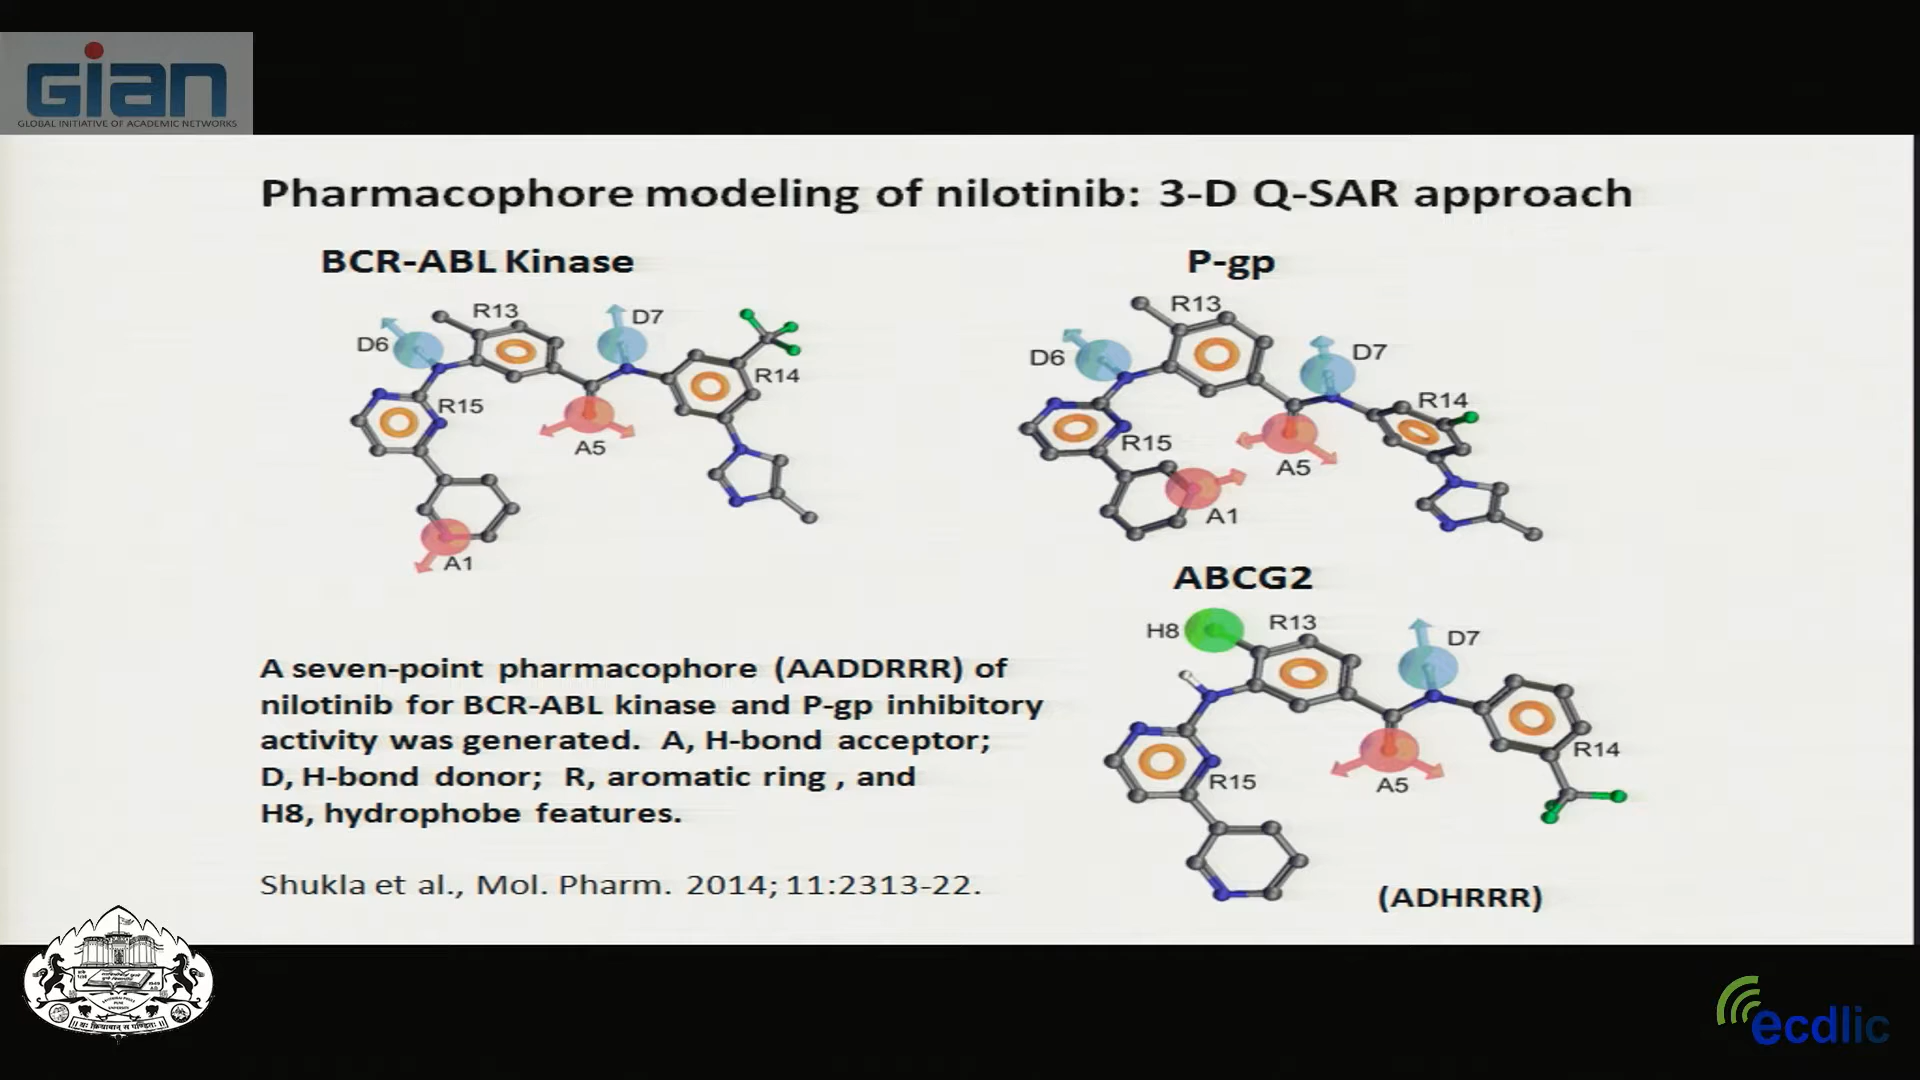 GIAN
GLOBAL INITIATIVE OF ACADEMIC NETWORKS
Pharmacophore modeling of nilotinib: 3-D Q-SAR approach
BCR-ABL Kinase
D6
R13
D7
R14
R15
A5
A1
P-gp
D6
R13
D7
R14
R15
A5
A1
ABCG2
H8
R13
D7
R14
R15
A5
(ADHRRR)
A seven-point pharmacophore (AADDRRR) of
nilotinib for BCR-ABL kinase and P-gp inhibitory
activity was generated. A, H-bond acceptor;
D, H-bond donor; R, aromatic ring , and
H8, hydrophobe features.
Shukla et al., Mol. Pharm. 2014; 11:2313-22.
ecdlic